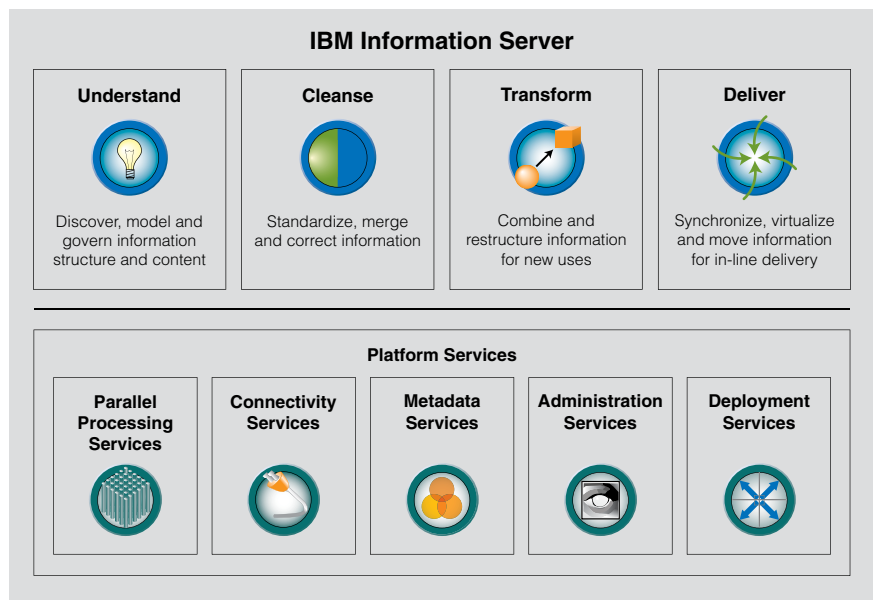 IBM Information Server
Understand
Discover, model and
govern information
structure and content
Cleanse
Standardize, merge
and correct information
Transform
Combine and
restructure information
for new uses
Deliver
Synchronize, virtualize
and move information
for in-line delivery
Platform Services
Parallel
Processing
Services
Connectivity
Services
Metadata
Services
Administration
Services
Deployment
Services